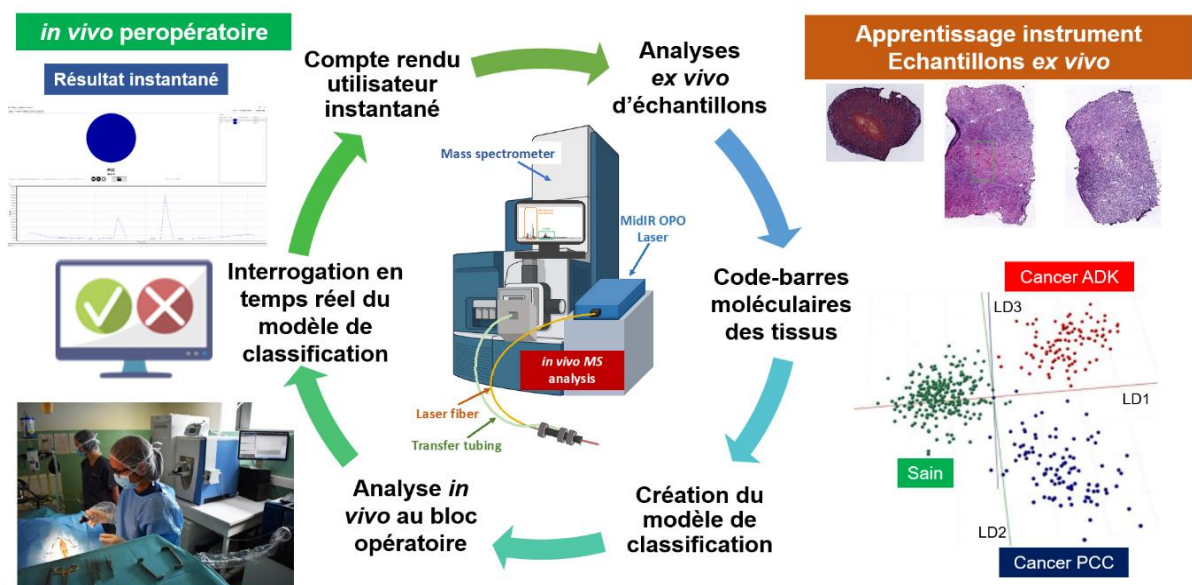 in vivo peropératoire
Résultat instantané
PCC
Compte rendu
utilisateur
instantané
Analyses
ex vivo
d’échantillons
Apprentissage instrument
Echantillons ex vivo
Mass spectrometer
MidIR OPO
Laser
in vivo MS
analysis
Laser fiber
Transfer tubing
Interrogation en
temps réel du
modèle de
classification
Code-barres
moléculaires
des tissus
Cancer ADK
LD3
LD1
Sain
LD2
Cancer PCC
Analyse in
vivo au bloc
opératoire
Création du
modèle de
classification